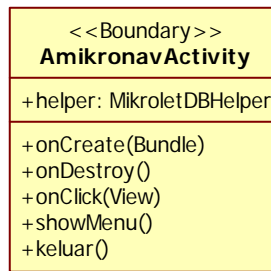 <<Boundary>>
AmikronavActivity
+helper: MikroletDBHelper
+onCreate(Bundle)
+onDestroy()
+onClick(View)
+showMenu()
+keluar()